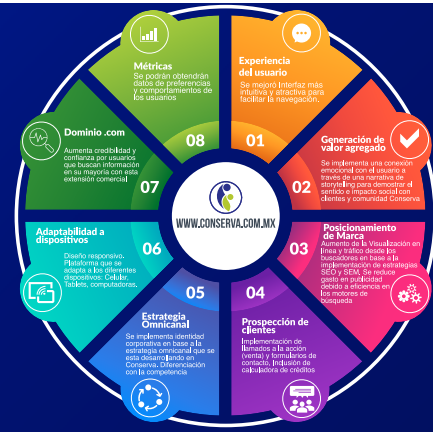 Experiencia
del usuario
Se mejoró Interfaz más
intuitiva y atractiva para
facilitar la navegación.
01
Generación de
valor agregado
Se implementa una conexión
emocional con el usuario a
través de una narrativa de
storytelling para demostrar el
sentido e impacto social con
clientes y comunidad Conserva.
02
Posicionamiento
de Marca
Aumento de la Visualización en
línea y tráfico desde los
buscadores en base a la
implementación de estrategias
SEO y SEM, Se reduce
gasto en publicidad
debido a eficiencia en
los motores de
búsqueda
03
Prospección de
clientes
Implementación de
llamados a la acción
(venta) y formularios de
contacto, Inclusión de
calculadora de créditos
04
Estrategia
Omnicanal
Se implementa identidad
corporativa en base a la
estrategia omnicanal que se
esta desarrollando en
Conserva. Diferenciación
con la competencia
05
Adaptabilidad a
dispositivos
Diseño responsivo.
Plataforma que se
adapta a los diferentes
dispositivos: Celular,
Tablets, computadoras.
06
Dominio .com
Aumenta credibilidad y
confianza por usuarios
que buscan información
en su mayoría con esta
extensión comercial
07
Métricas
Se podrán obtendrán
datos de preferencias
y comportamientos de
los usuarios
08
WWW.CONSERVA.COM.MX